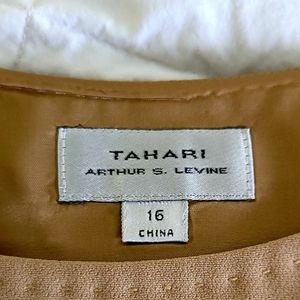 TAHARI
ARTHUR S. LEVINE
16
CHINA